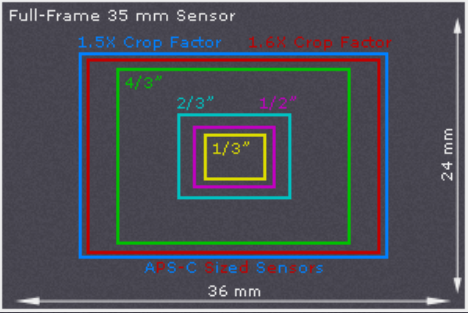 Full-Frame 35 mm Sensor
1.5X Crop Factor 1.6X Crop Factor
4/3”
2/3” 1/2”
1/3”
24 mm
APS-C Sized Sensors
36 mm